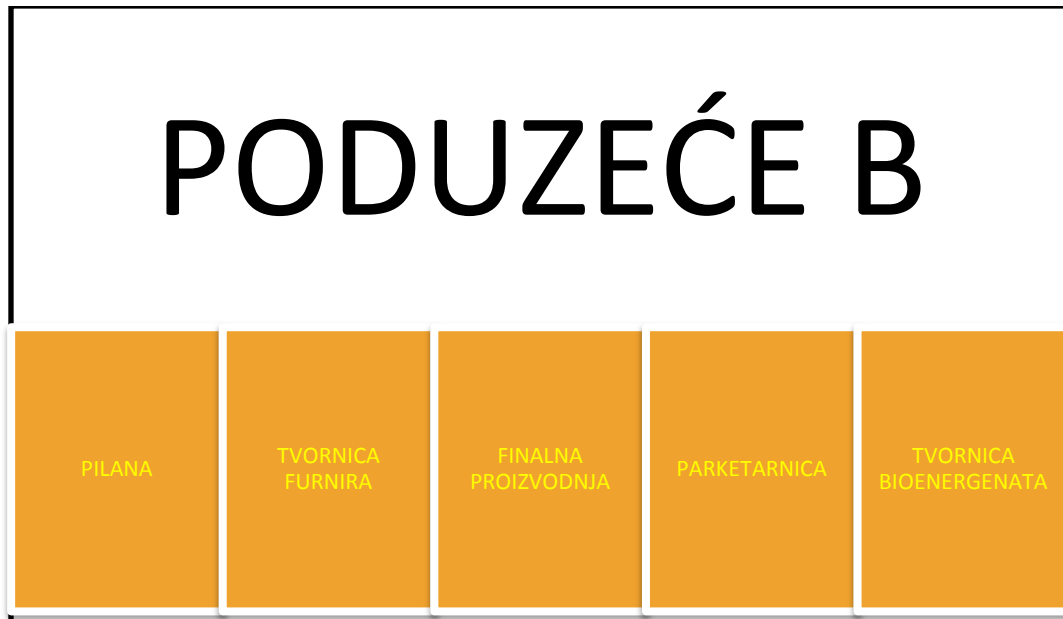 PODUZEĆE B
PILANA
TVORNICA
FURNIRA
FINALNA
PROIZVODNJA
PARKETARNICA
TVORNICA
BIOENERGENATA